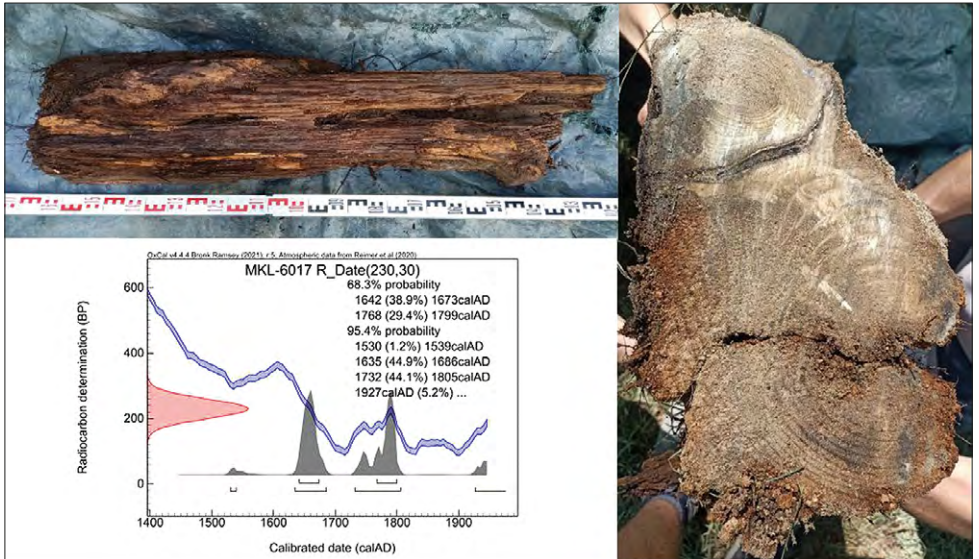 OxCal v4.4.4 Bronk Ramsey (2021); r:5, Atmospheric data from Reimer et al (2020)
MKL-6017 R_Date(230,30)
68.3% probability
1642 (38.9%) 1673calAD
1768 (29.4%) 1799calAD
95.4% probability
1530 (1.2%) 1539calAD
1635 (44.9%) 1686calAD
1732 (44.1%) 1805calAD
1927calAD (5.2%) ...
Radiocarbon determination (BP)
600
400
200
0
1400 1500 1600 1700 1800 1900
Calibrated date (calAD)